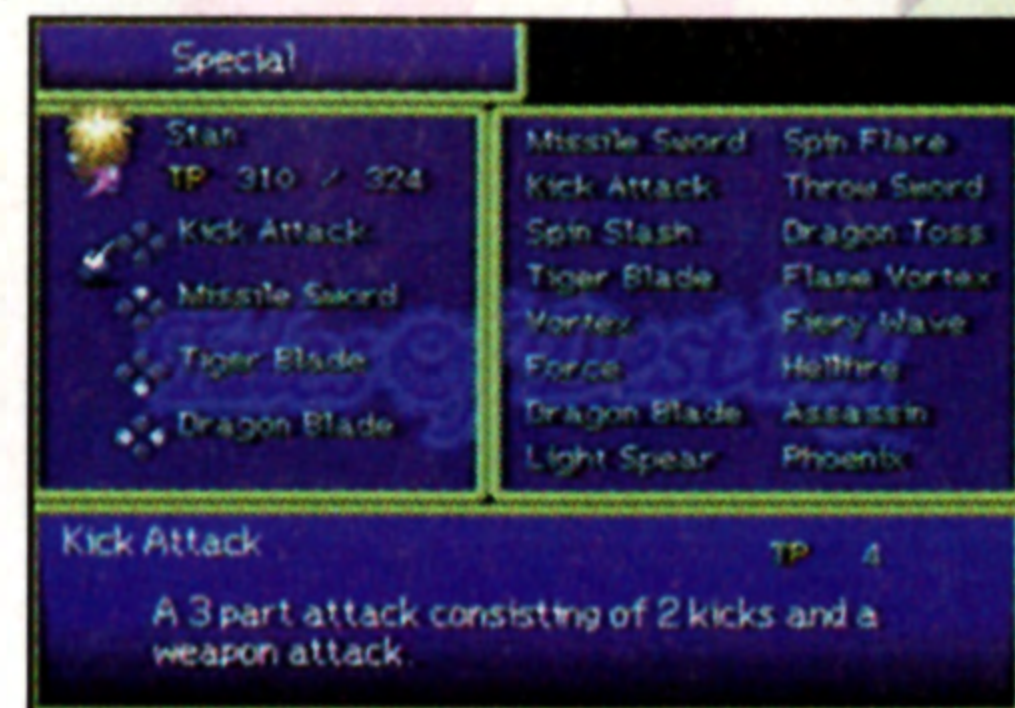 Special
Stan
TP 310 / 324
Kick Attack
Missile Sword
Tiger Blade
Dragon Blade
Missile Sword Spin Flare
Kick Attack Throw Sword
Spin Slash Dragon Toss
Tiger Blade Flase Vortex
Vortex Fiery Wave
Force Hellfire
Dragon Blade Assassin
Light Spear Phoenix
Kick Attack TP 4
A 3 part attack consisting of 2 kicks and a
weapon attack.